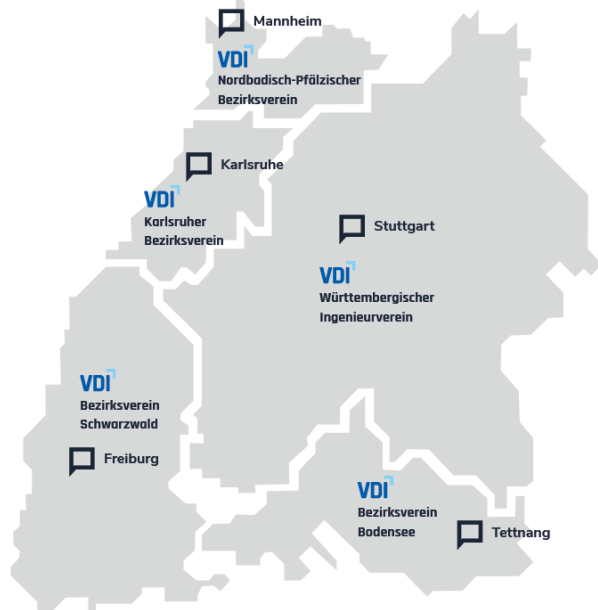 Mannheim
VDI
Nordbadisch-Pfälzischer
Bezirksverein
Karlsruhe
VDI
Karlsruher
Bezirksverein
Stuttgart
VDI
Württembergischer
Ingenieurverein
VDI
Bezirksverein
Schwarzwald
Freiburg
VDI
Bezirksverein
Bodensee
Tettnang